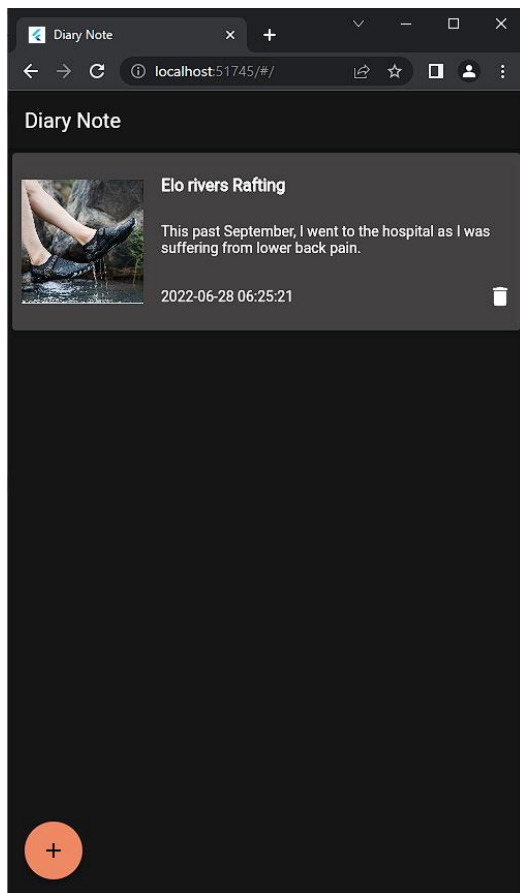 Diary Note
localhost:51745/#/
Diary Note
Elo rivers Rafting
This past September, I went to the hospital as I was
suffering from lower back pain.
2022-06-28 06:25:21